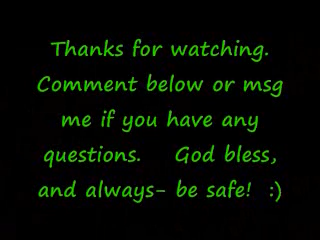 Thanks for watching.
Comment below or msg
me if you have any
questions.    God bless,
and always- be safe!  :)